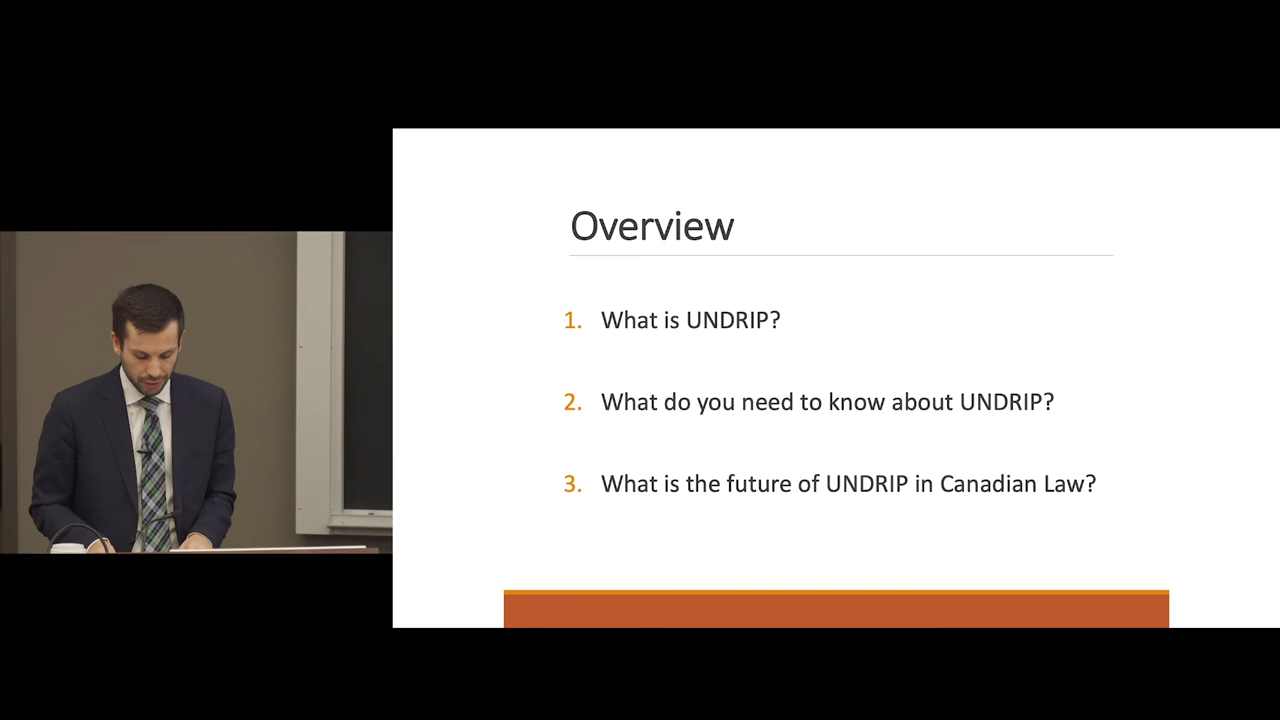 Overview
1. What is UNDRIP?
2. What do you need to know about UNDRIP?
3. What is the future of UNDRIP in Canadian Law?